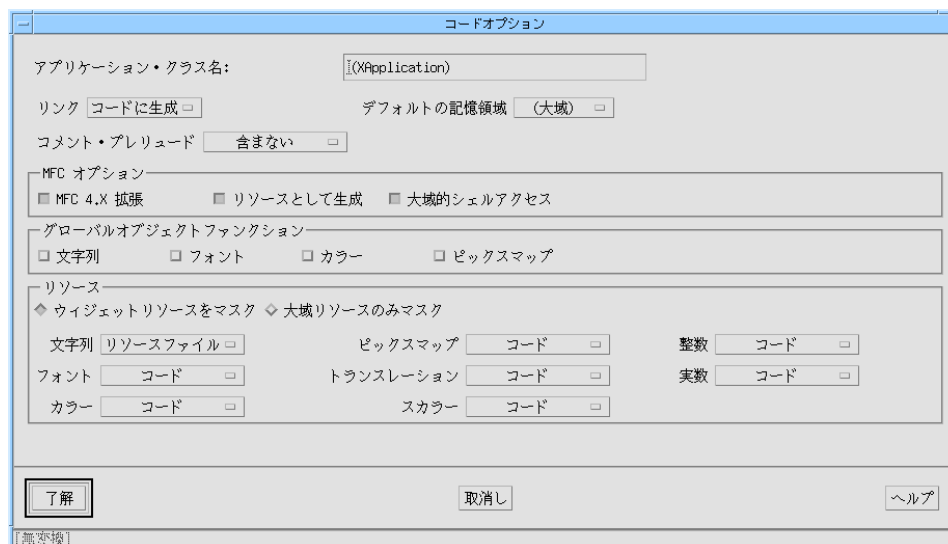 コードオプション
アプリケーション・クラス名: (XApplication)
リンク コードに生成 デフォルトの記憶領域 (大域)
コメント・プレリュード 含まない
MFC オプション
MFC 4.X 拡張 リソースとして生成 大域的シェルアクセス
グローバルオブジェクトファンクション
文字列 フォント カラー ピックスマップ
リソース
ウィジェットリソースをマスク 大域リソースのみマスク
文字列 リソースファイル ピックスマップ コード 整数 コード
フォント コード トランスレーション コード 実数 コード
カラー コード スカラー コード
了解 取消し ヘルプ
[無変換]